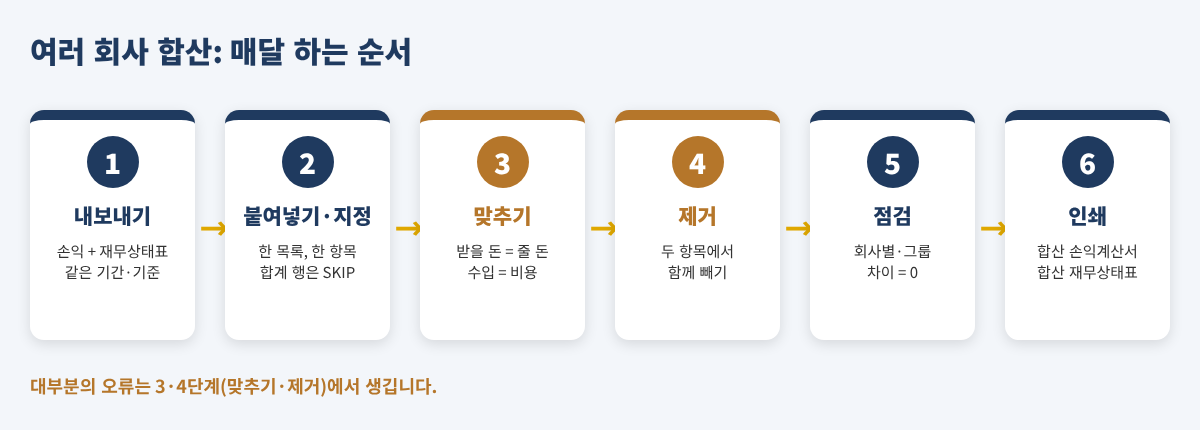 여러 회사 합산: 매달 하는 순서
1
내보내기
손익 + 재무상태표
같은 기간·기준
→
2
붙여넣기·지정
한 목록, 한 항목
합계 행은 SKIP
→
3
맞추기
받을 돈 = 줄 돈
수입 = 비용
→
4
제거
두 항목에서
함께 빼기
→
5
점검
회사별·그룹
차이 = 0
→
6
인쇄
합산 손익계산서
합산 재무상태표
대부분의 오류는 3·4단계(맞추기·제거)에서 생깁니다.